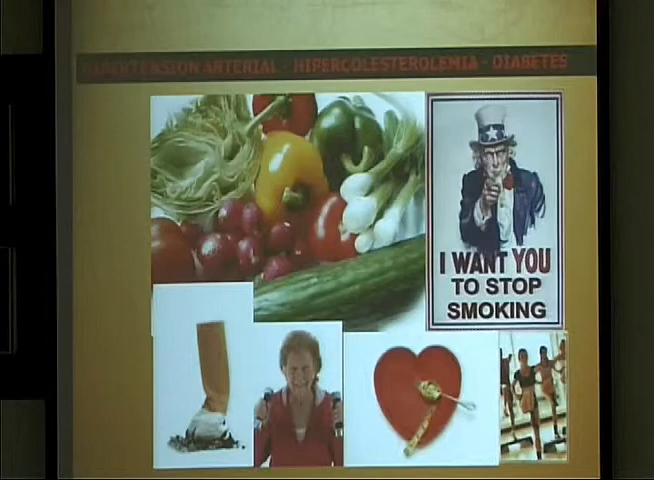 HIPERTENSION ARTERIAL - HIPERCOLESTEROLEMIA - DIABETES
I WANT YOU
TO STOP
SMOKING